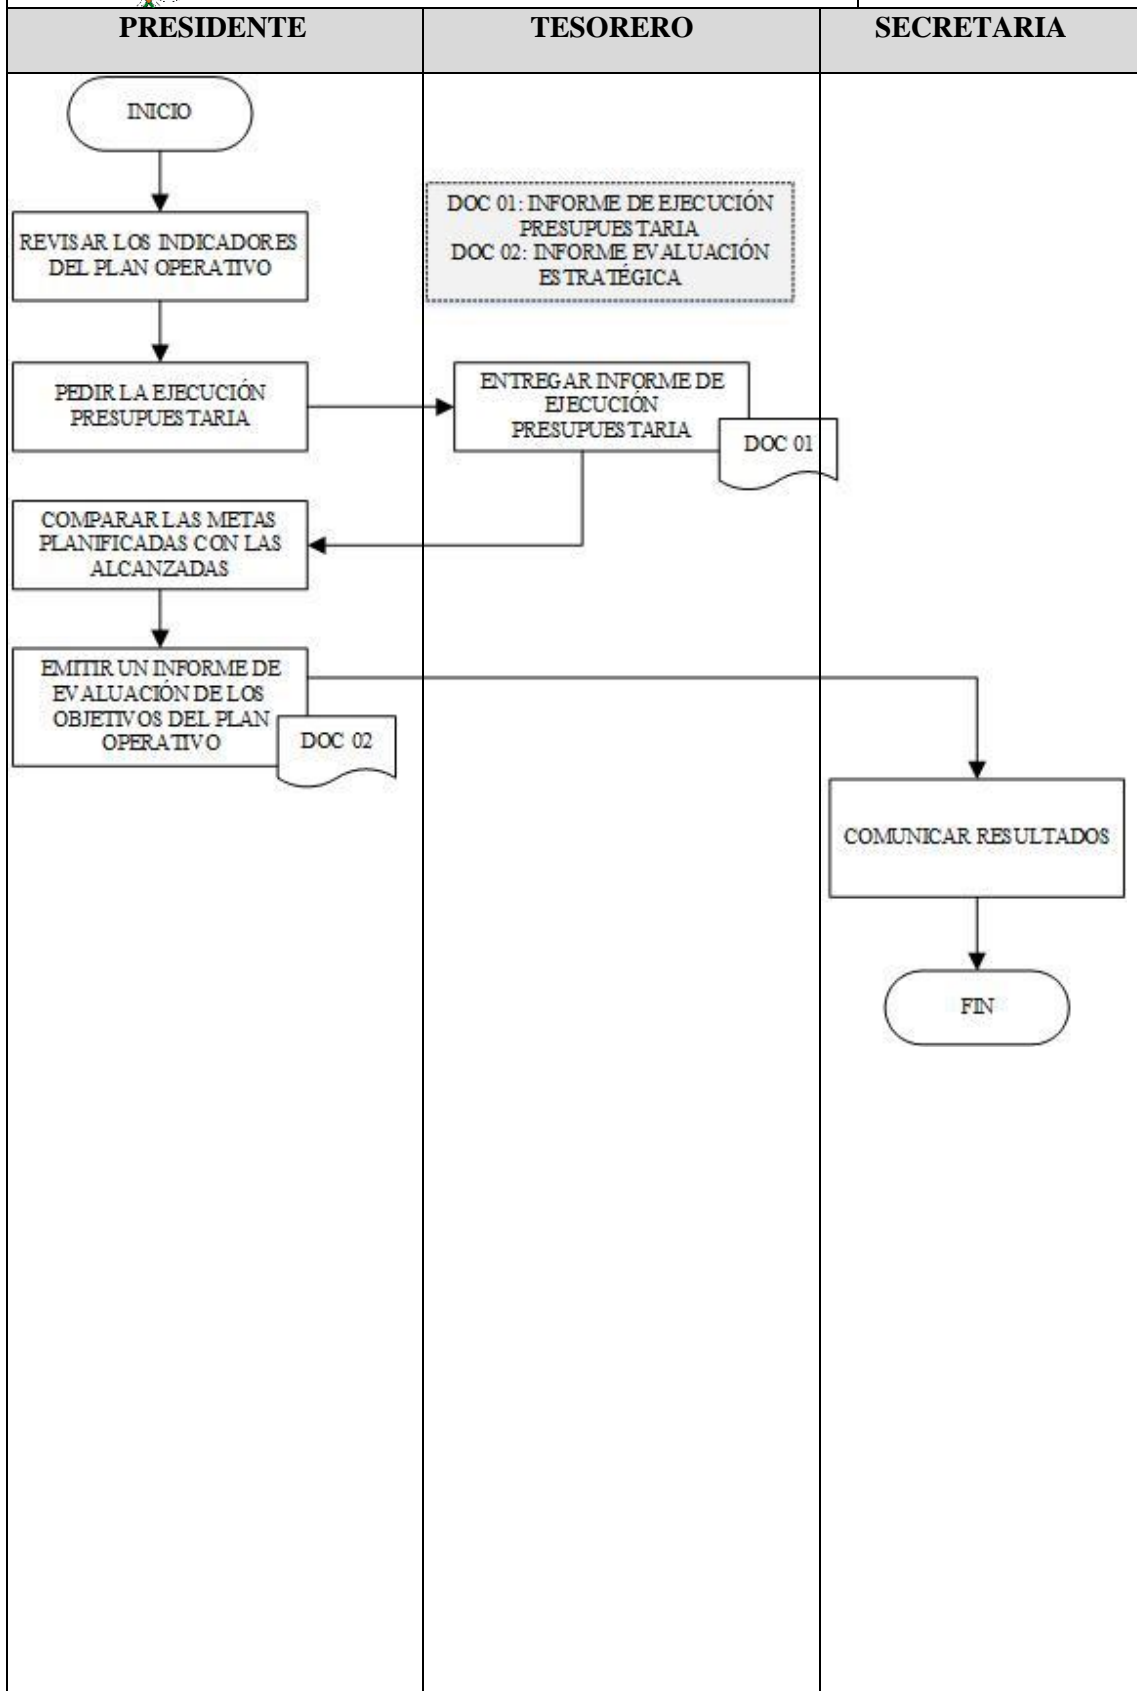 PRESIDENTE
TESORERO
SECRETARIA
INICIO
REVISAR LOS INDICADORES
DEL PLAN OPERATIVO
DOC 01: INFORME DE EJECUCIÓN
PRESUPUESTARIA
DOC 02: INFORME EVALUACIÓN
ESTRATÉGICA
PEDIR LA EJECUCIÓN
PRESUPUESTARIA
ENTREGAR INFORME DE
EJECUCIÓN
PRESUPUESTARIA
DOC 01
COMPARAR LAS METAS
PLANIFICADAS CON LAS
ALCANZADAS
EMITIR UN INFORME DE
EVALUACIÓN DE LOS
OBJETIVOS DEL PLAN
OPERATIVO
DOC 02
COMUNICAR RESULTADOS
FIN